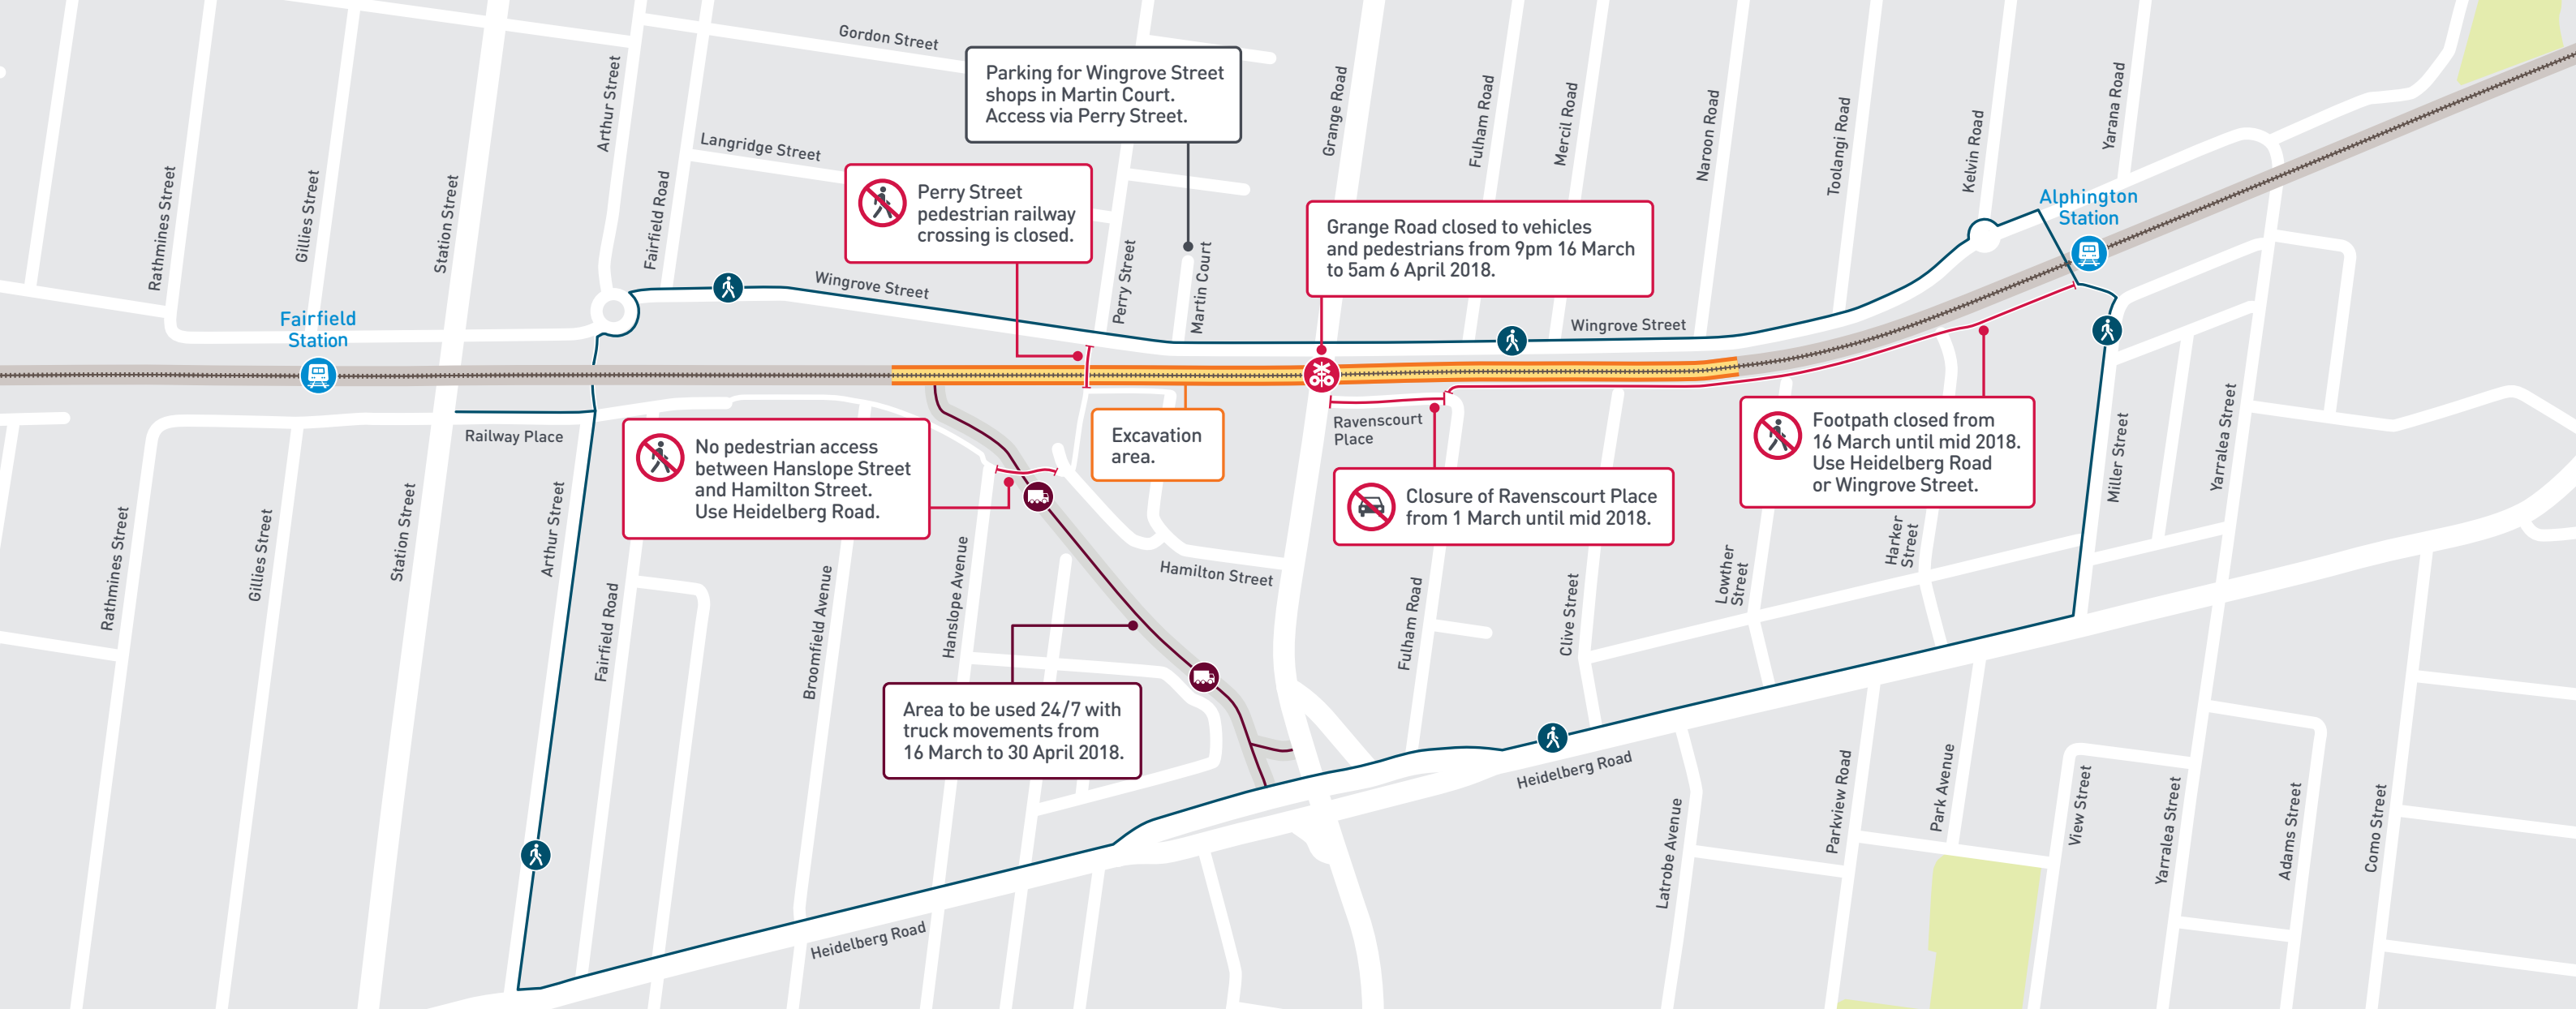 Gordon Street
Parking for Wingrove Street
shops in Martin Court.
Access via Perry Street.
Arthur Street
Langridge Street
Grange Road
Fulham Road
Mercil Road
Naroon Road
Toolangi Road
Kelvin Road
Yarana Road
Rathmines Street
Gillies Street
Station Street
Fairfield Road
Perry Street
pedestrian railway
crossing is closed.
Grange Road closed to vehicles
and pedestrians from 9pm 16 March
to 5am 6 April 2018.
Alphington
Station
Wingrove Street
Perry Street
Martin Court
Wingrove Street
Fairfield
Station
Railway Place
No pedestrian access
between Hanslope Street
and Hamilton Street.
Use Heidelberg Road.
Excavation
area.
Ravenscourt
Place
Closure of Ravenscourt Place
from 1 March until mid 2018.
Footpath closed from
16 March until mid 2018.
Use Heidelberg Road
or Wingrove Street.
Miller Street
Yarralea Street
Rathmines Street
Gillies Street
Station Street
Arthur Street
Fairfield Road
Broomfield Avenue
Hanslope Avenue
Hamilton Street
Fulham Road
Clive Street
Lowther
Street
Harker
Street
Area to be used 24/7 with
truck movements from
16 March to 30 April 2018.
Heidelberg Road
Heidelberg Road
Latrobe Avenue
Parkview Road
Park Avenue
View Street
Yarralea Street
Adams Street
Como Street